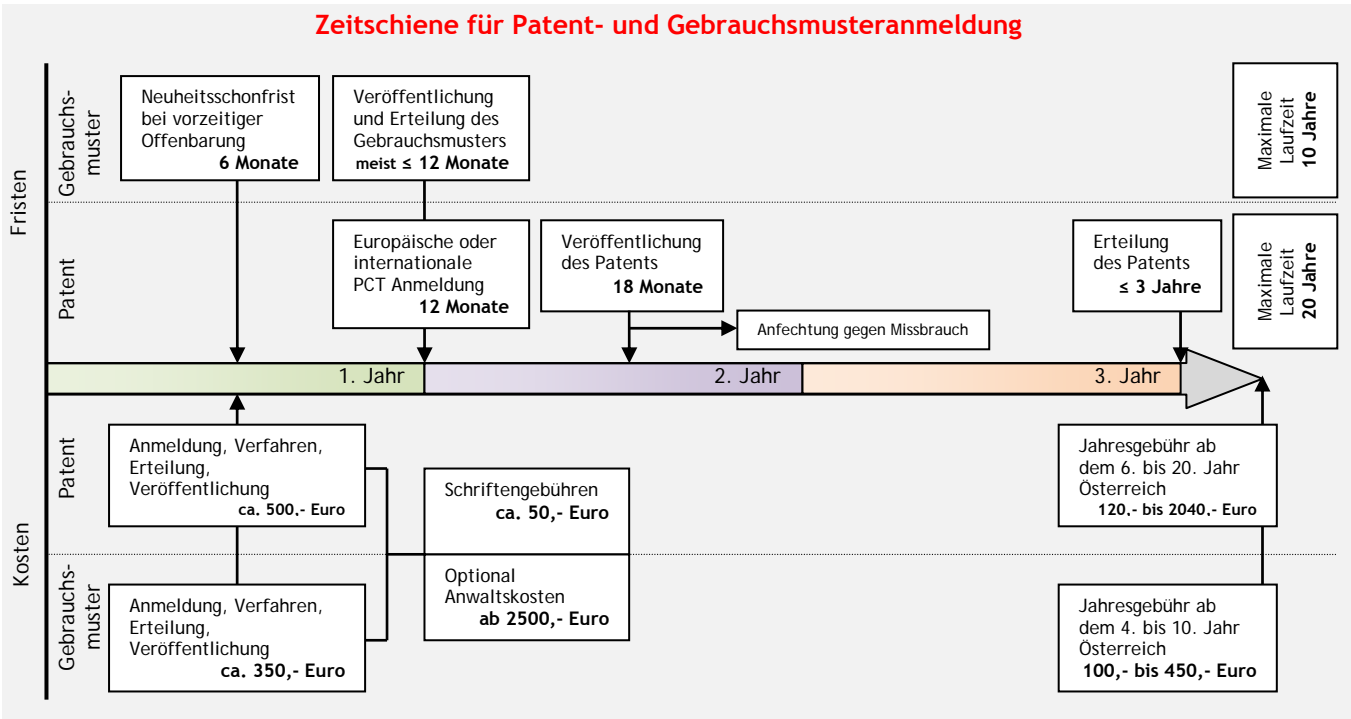 Zeitschiene für Patent- und Gebrauchsmusteranmeldung
Fristen
Gebrauchs-
muster
Neuheitsschonfrist
bei vorzeitiger
Offenbarung
6 Monate
Veröffentlichung
und Erteilung des
Gebrauchsmusters
meist ≤ 12 Monate
Maximale
Laufzeit
10 Jahre
Patent
Europäische oder
internationale
PCT Anmeldung
12 Monate
Veröffentlichung
des Patents
18 Monate
Anfechtung gegen Missbrauch
Erteilung
des Patents
≤ 3 Jahre
Maximale
Laufzeit
20 Jahre
1. Jahr
2. Jahr
3. Jahr
Kosten
Patent
Anmeldung, Verfahren,
Erteilung,
Veröffentlichung
ca. 500,- Euro
Schriftengebühren
ca. 50,- Euro
Jahresgebühr ab
dem 6. bis 20. Jahr
Österreich
120,- bis 2040,- Euro
Gebrauchs-
muster
Anmeldung, Verfahren,
Erteilung,
Veröffentlichung
ca. 350,- Euro
Optional
Anwaltskosten
ab 2500,- Euro
Jahresgebühr ab
dem 4. bis 10. Jahr
Österreich
100,- bis 450,- Euro